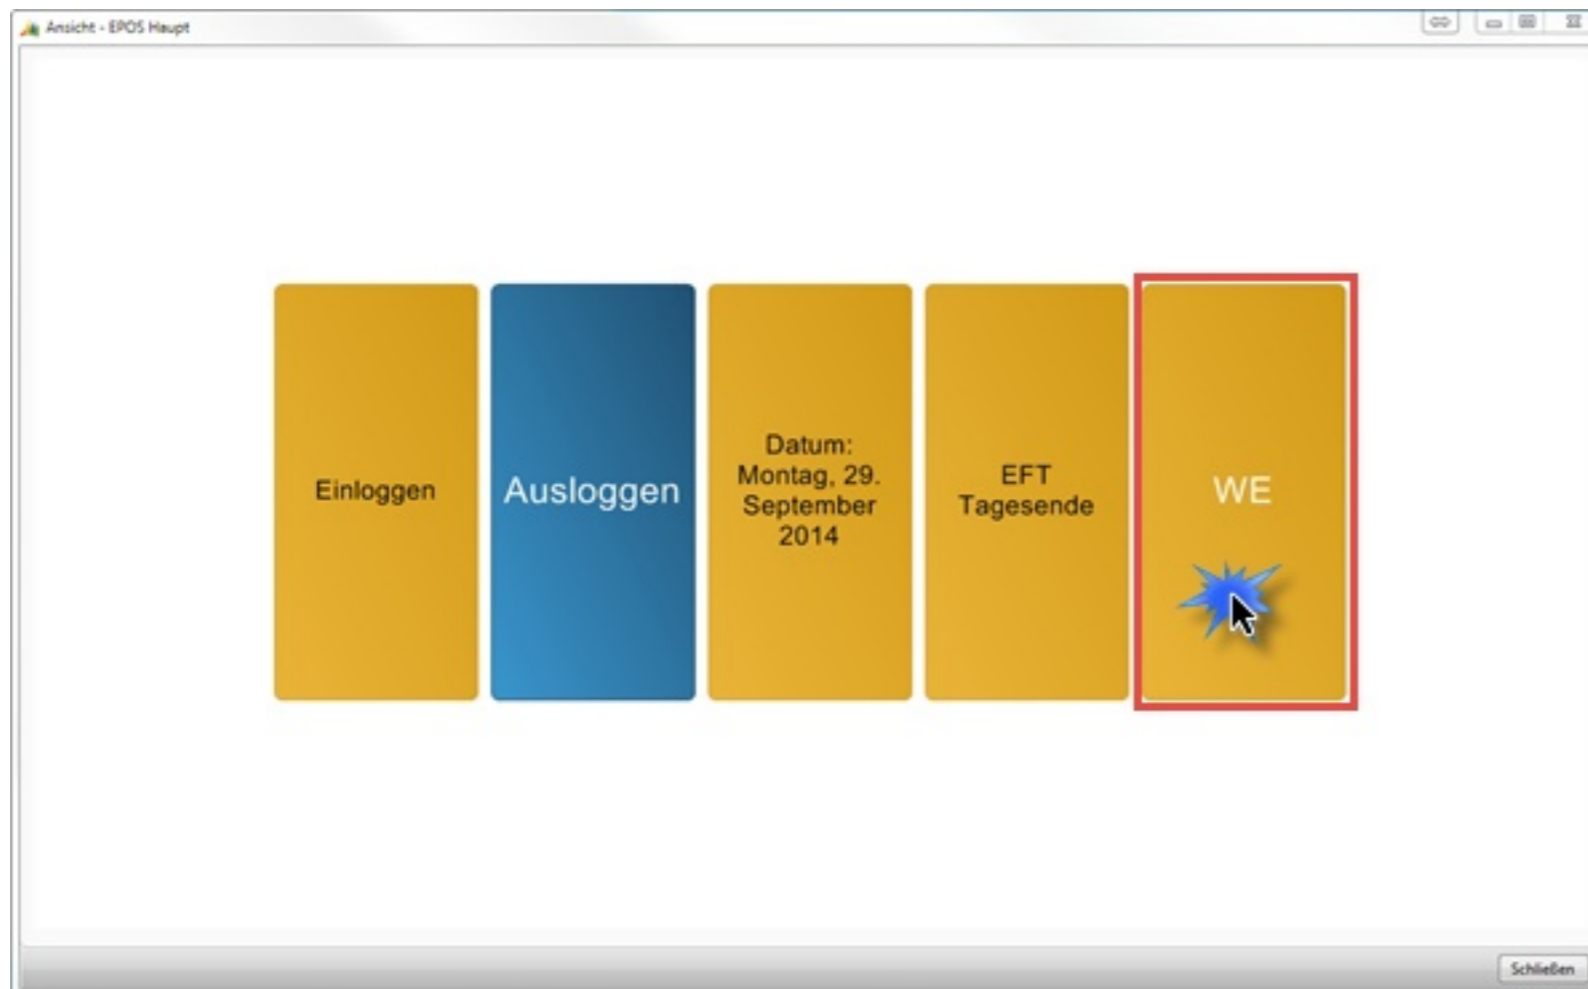 Ansicht - EPOS Haupt
Einloggen
Ausloggen
Datum:
Montag, 29.
September
2014
EFT
Tagesende
WE
Schließen